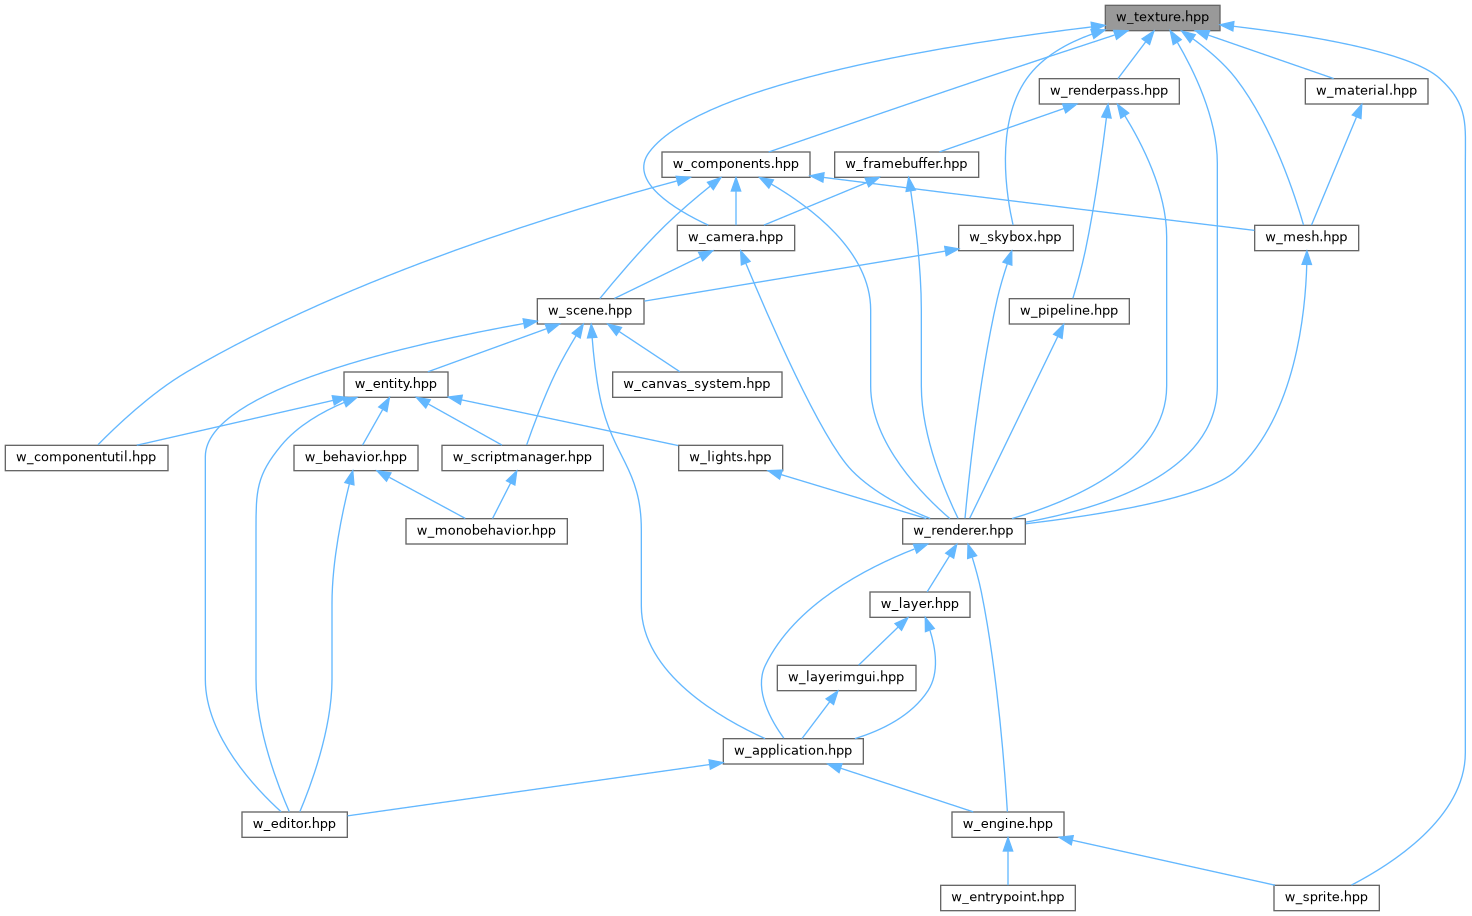 w_texture.hpp
w_renderpass.hpp
w_material.hpp
w_components.hpp
w_framebuffer.hpp
w_camera.hpp
w_skybox.hpp
w_mesh.hpp
w_scene.hpp
w_pipeline.hpp
w_entity.hpp
w_canvas_system.hpp
w_componentutil.hpp
w_behavior.hpp
w_scriptmanager.hpp
w_lights.hpp
w_monobehavior.hpp
w_renderer.hpp
w_layer.hpp
w_layerimgui.hpp
w_application.hpp
w_editor.hpp
w_engine.hpp
w_entrypoint.hpp
w_sprite.hpp